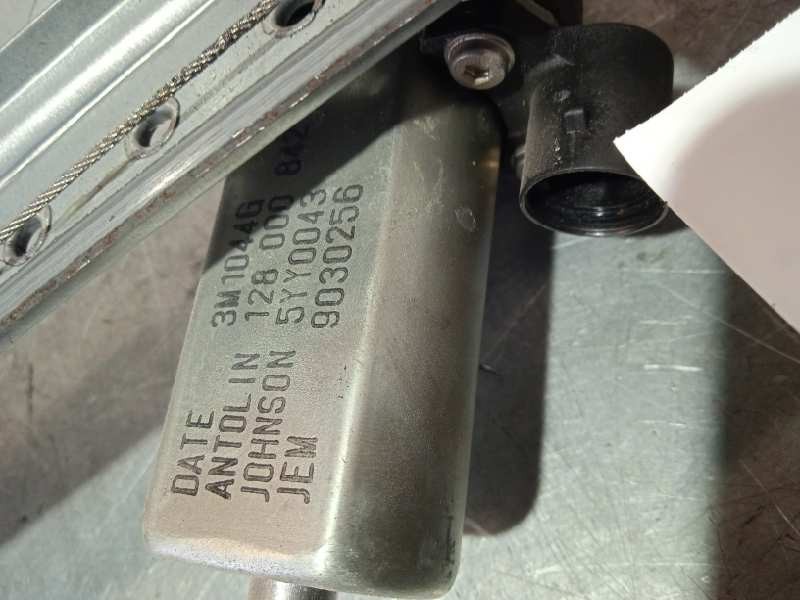 DATE 3M1044G
ANTOLIN 128 000 842
JOHNSON 5YY0043
JEM 9030256